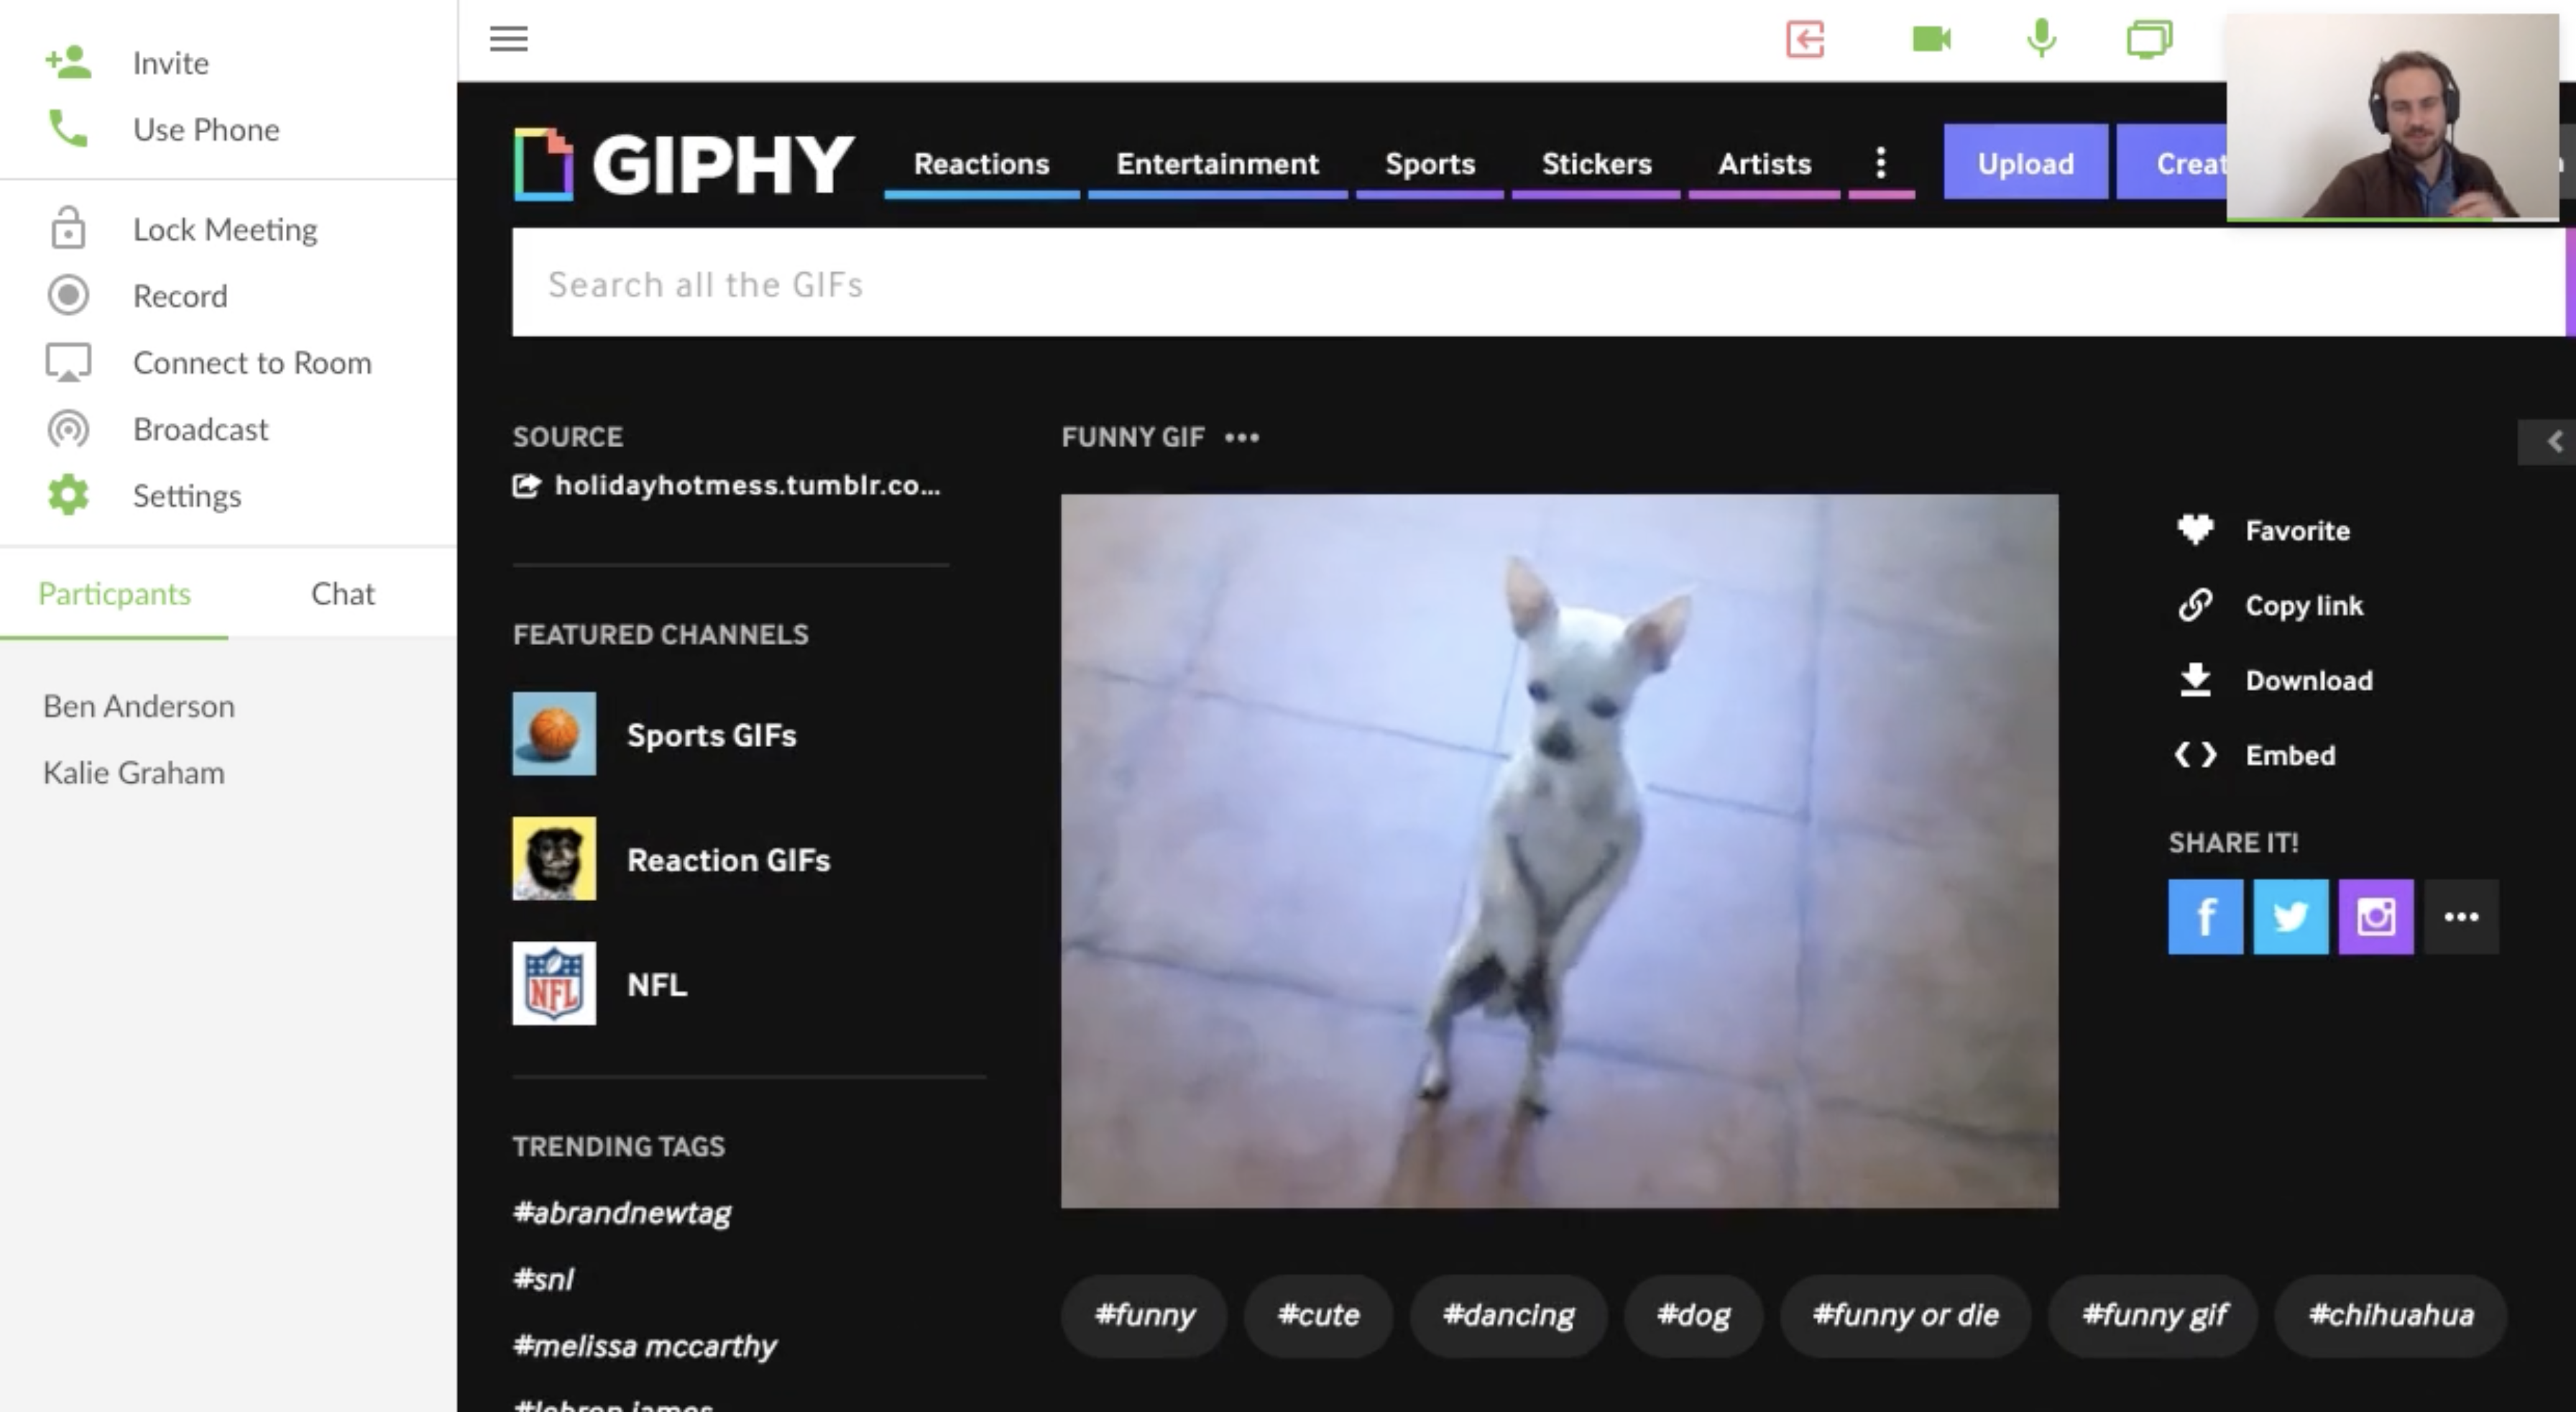 Invite
Use Phone
Lock Meeting
Record
Connect to Room
Broadcast
Settings
Particpants
Chat
Ben Anderson
Kalie Graham
GIPHY
Reactions
Entertainment
Sports
Stickers
Artists
Upload
Creat
Search all the GIFs
SOURCE
holidayhotmess.tumblr.co...
FEATURED CHANNELS
Sports GIFs
Reaction GIFs
NFL
NFL
TRENDING TAGS
#abrandnewtag
#snl
#melissa mccarthy
#lebron james
FUNNY GIF
Favorite
Copy link
Download
Embed
SHARE IT!
#funny
#cute
#dancing
#dog
#funny or die
#funny gif
#chihuahua